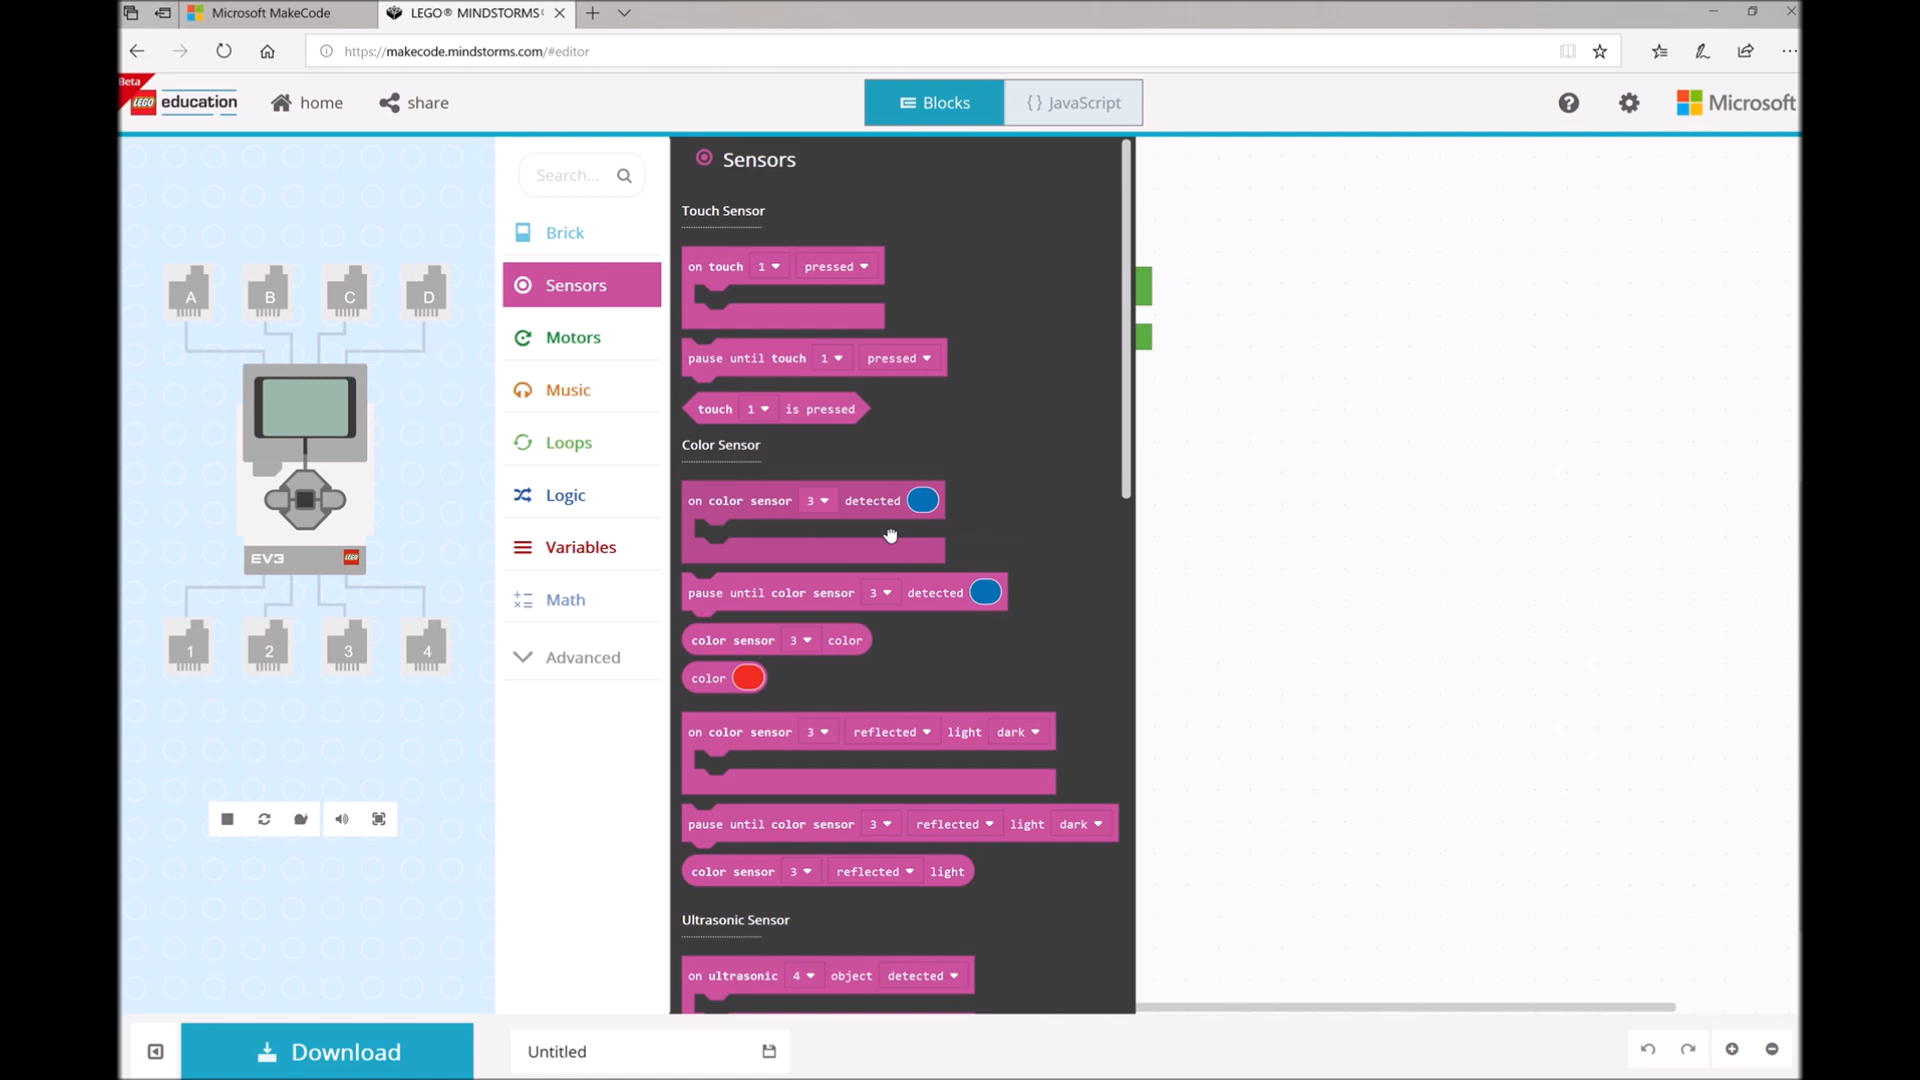 Microsoft MakeCode
LEGO® MINDSTORMS®
https://makecode.mindstorms.com/#editor
Beta
LEGO education
home
share
Blocks
{ } JavaScript
Microsoft
Search...
Brick
Sensors
Motors
Music
Loops
Logic
Variables
Math
Advanced
A B C D
EV3
LEGO
1 2 3 4
Sensors
Touch Sensor
on touch 1 pressed
pause until touch 1 pressed
touch 1 is pressed
Color Sensor
on color sensor 3 detected
pause until color sensor 3 detected
color sensor 3 color
color
on color sensor 3 reflected light dark
pause until color sensor 3 reflected light dark
color sensor 3 reflected light
Ultrasonic Sensor
on ultrasonic 4 object detected
Download
Untitled